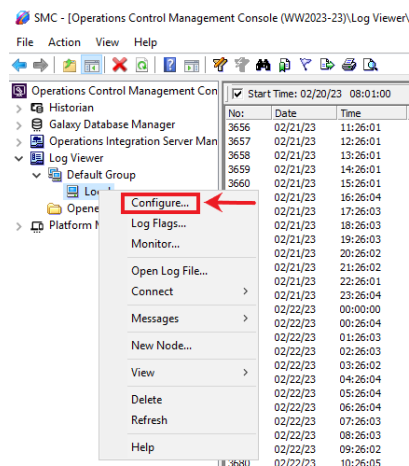 SMC - [Operations Control Management Console (WW2023-23)\Log Viewer\
File Action View Help
Operations Control Management Con
Historian
Galaxy Database Manager
Operations Integration Server Man
Log Viewer
Default Group
Local
Opene
Platform M
Configure...
Log Flags...
Monitor...
Open Log File...
Connect
Messages
New Node...
View
Delete
Refresh
Help
Start Time: 02/20/23 08:01:00
No: Date Time
3656 02/21/23 11:26:01
3657 02/21/23 12:26:01
3658 02/21/23 13:26:01
3659 02/21/23 14:26:01
3660 02/21/23 15:26:01
02/21/23 16:26:04
02/21/23 17:26:03
02/21/23 18:26:03
02/21/23 19:26:03
02/21/23 20:26:02
02/21/23 21:26:02
02/21/23 22:26:01
02/21/23 23:26:04
02/22/23 00:00:00
02/22/23 00:26:04
02/22/23 01:26:03
02/22/23 02:26:03
02/22/23 03:26:02
02/22/23 04:26:04
02/22/23 05:26:04
02/22/23 06:26:04
02/22/23 07:26:03
02/22/23 08:26:03
02/22/23 09:26:02
3680 02/22/23 10:26:05